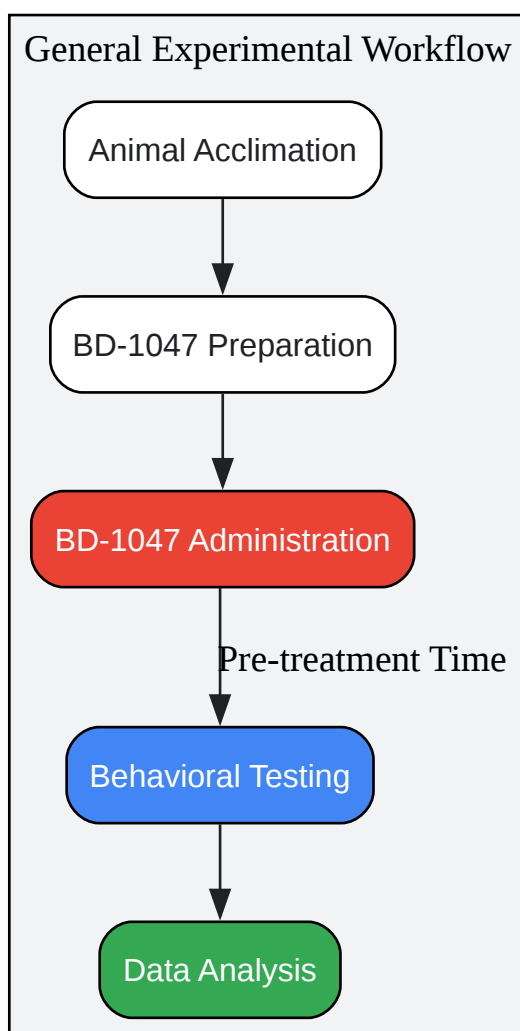 General Experimental Workflow
Animal Acclimation
BD-1047 Preparation
BD-1047 Administration
Pre-treatment Time
Behavioral Testing
Data Analysis